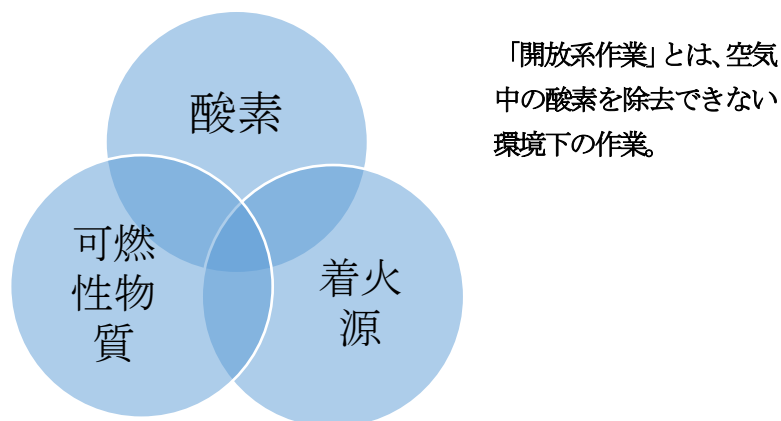 酸素
可燃
性物
質
着火
源
「開放系作業」とは、空気
中の酸素を除去できない
環境下の作業。